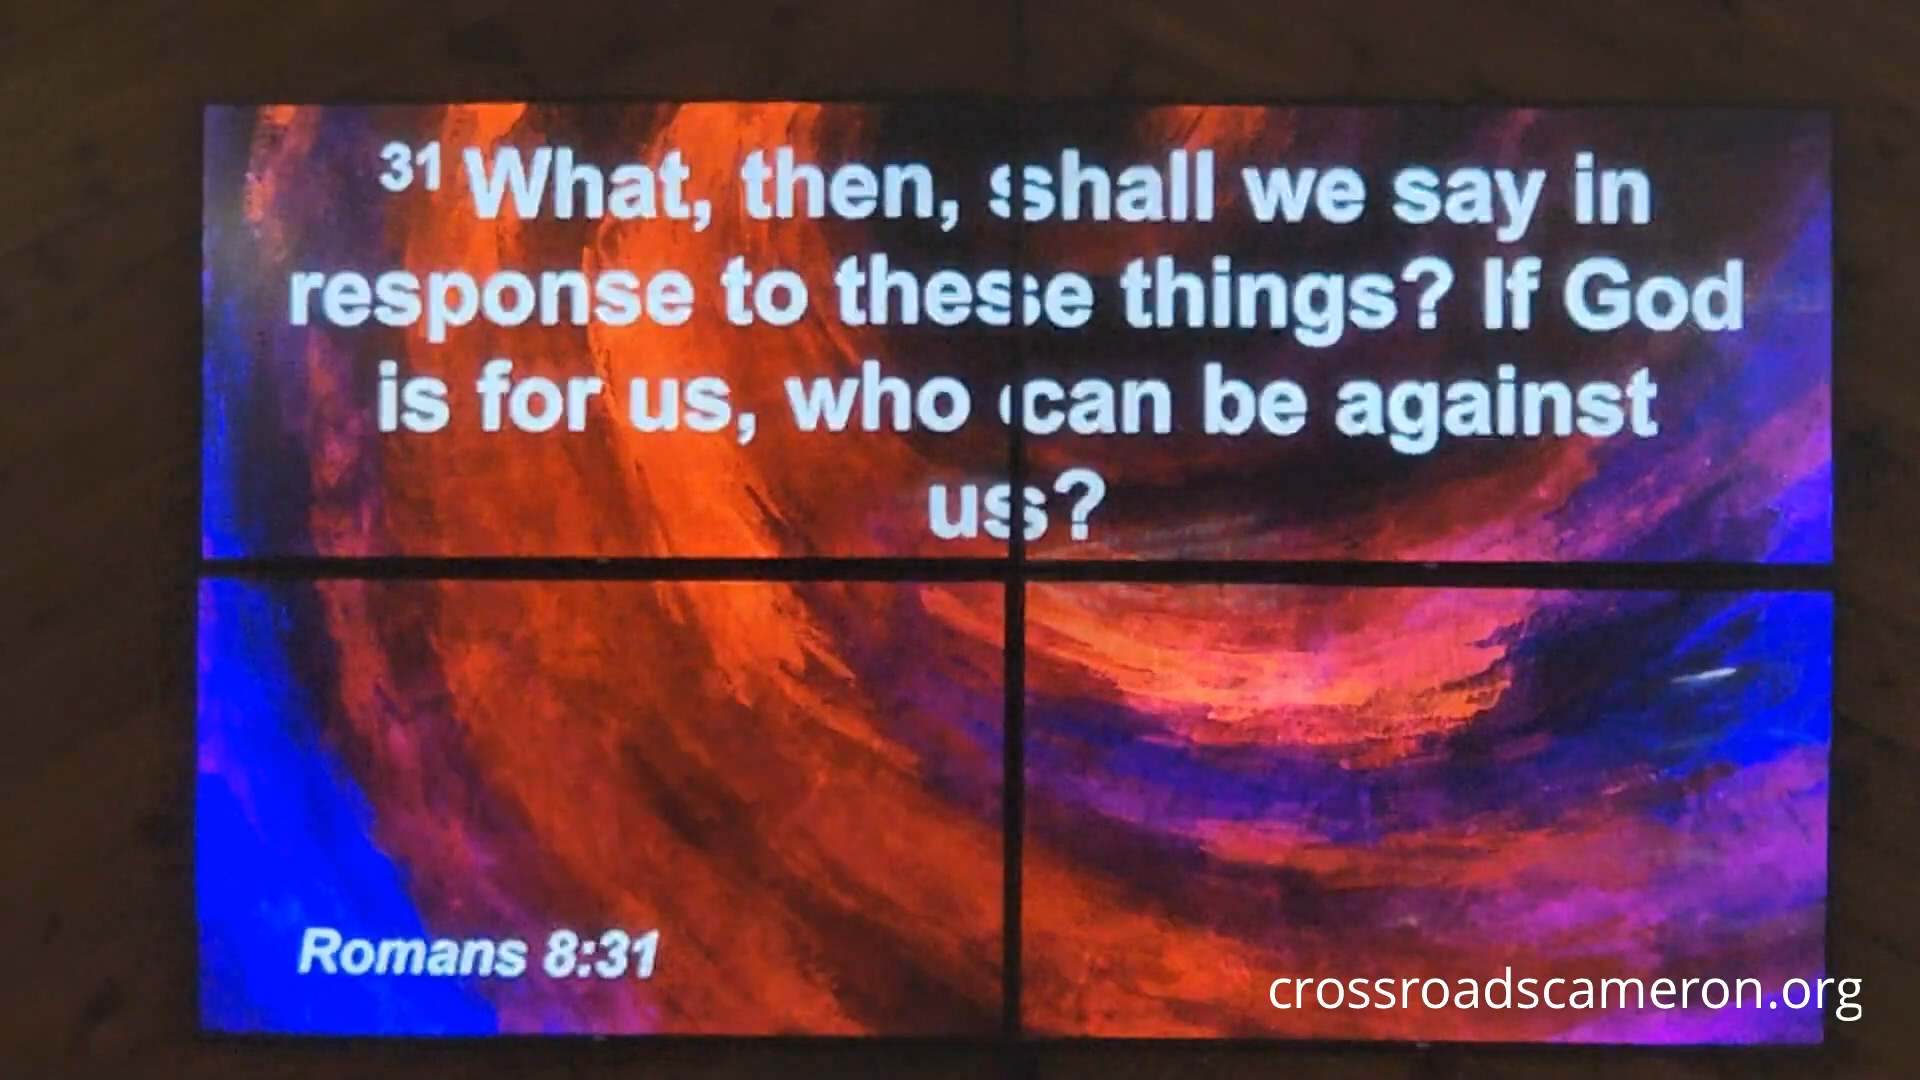 31 What, then, shall we say in
response to these things? If God
is for us, who can be against
us?
Romans 8:31
crossroadscameron.org